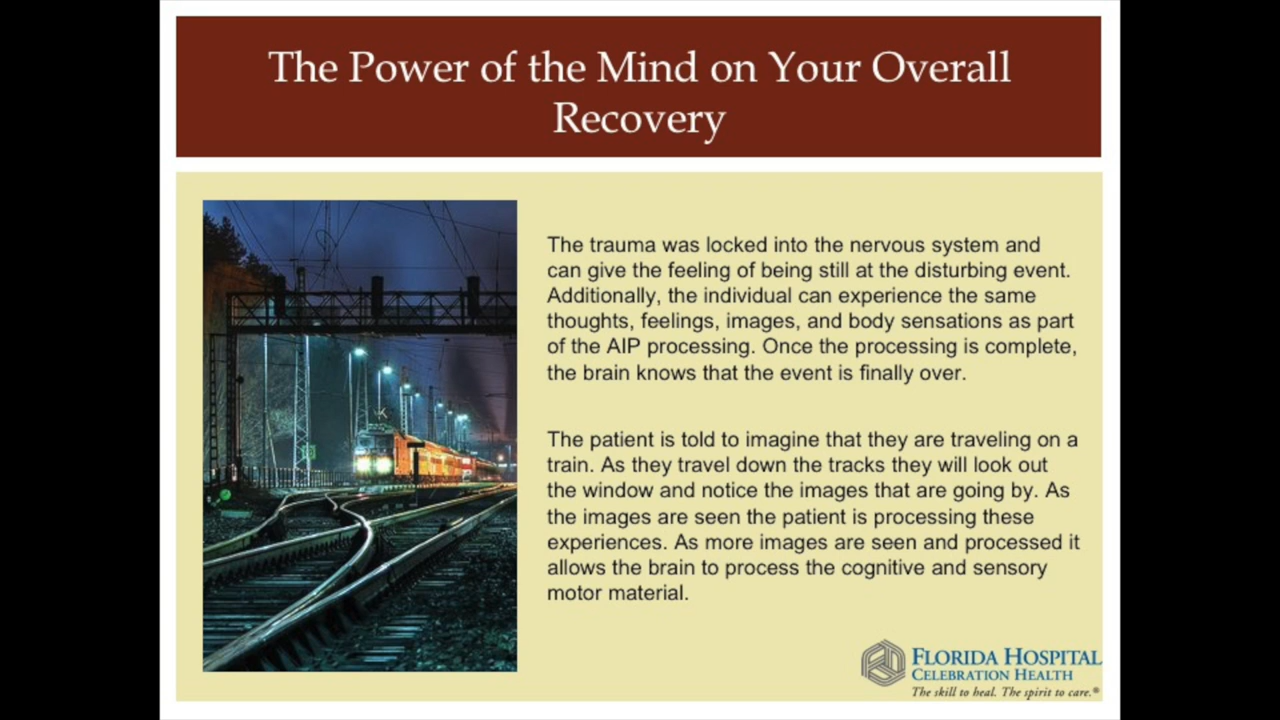 The Power of the Mind on Your Overall
Recovery
The trauma was locked into the nervous system and
can give the feeling of being still at the disturbing event.
Additionally, the individual can experience the same
thoughts, feelings, images, and body sensations as part
of the AIP processing. Once the processing is complete,
the brain knows that the event is finally over.
The patient is told to imagine that they are traveling on a
train. As they travel down the tracks they will look out
the window and notice the images that are going by. As
the images are seen the patient is processing these
experiences. As more images are seen and processed it
allows the brain to process the cognitive and sensory
motor material.
FLORIDA HOSPITAL
CELEBRATION HEALTH
The skill to heal. The spirit to care.®